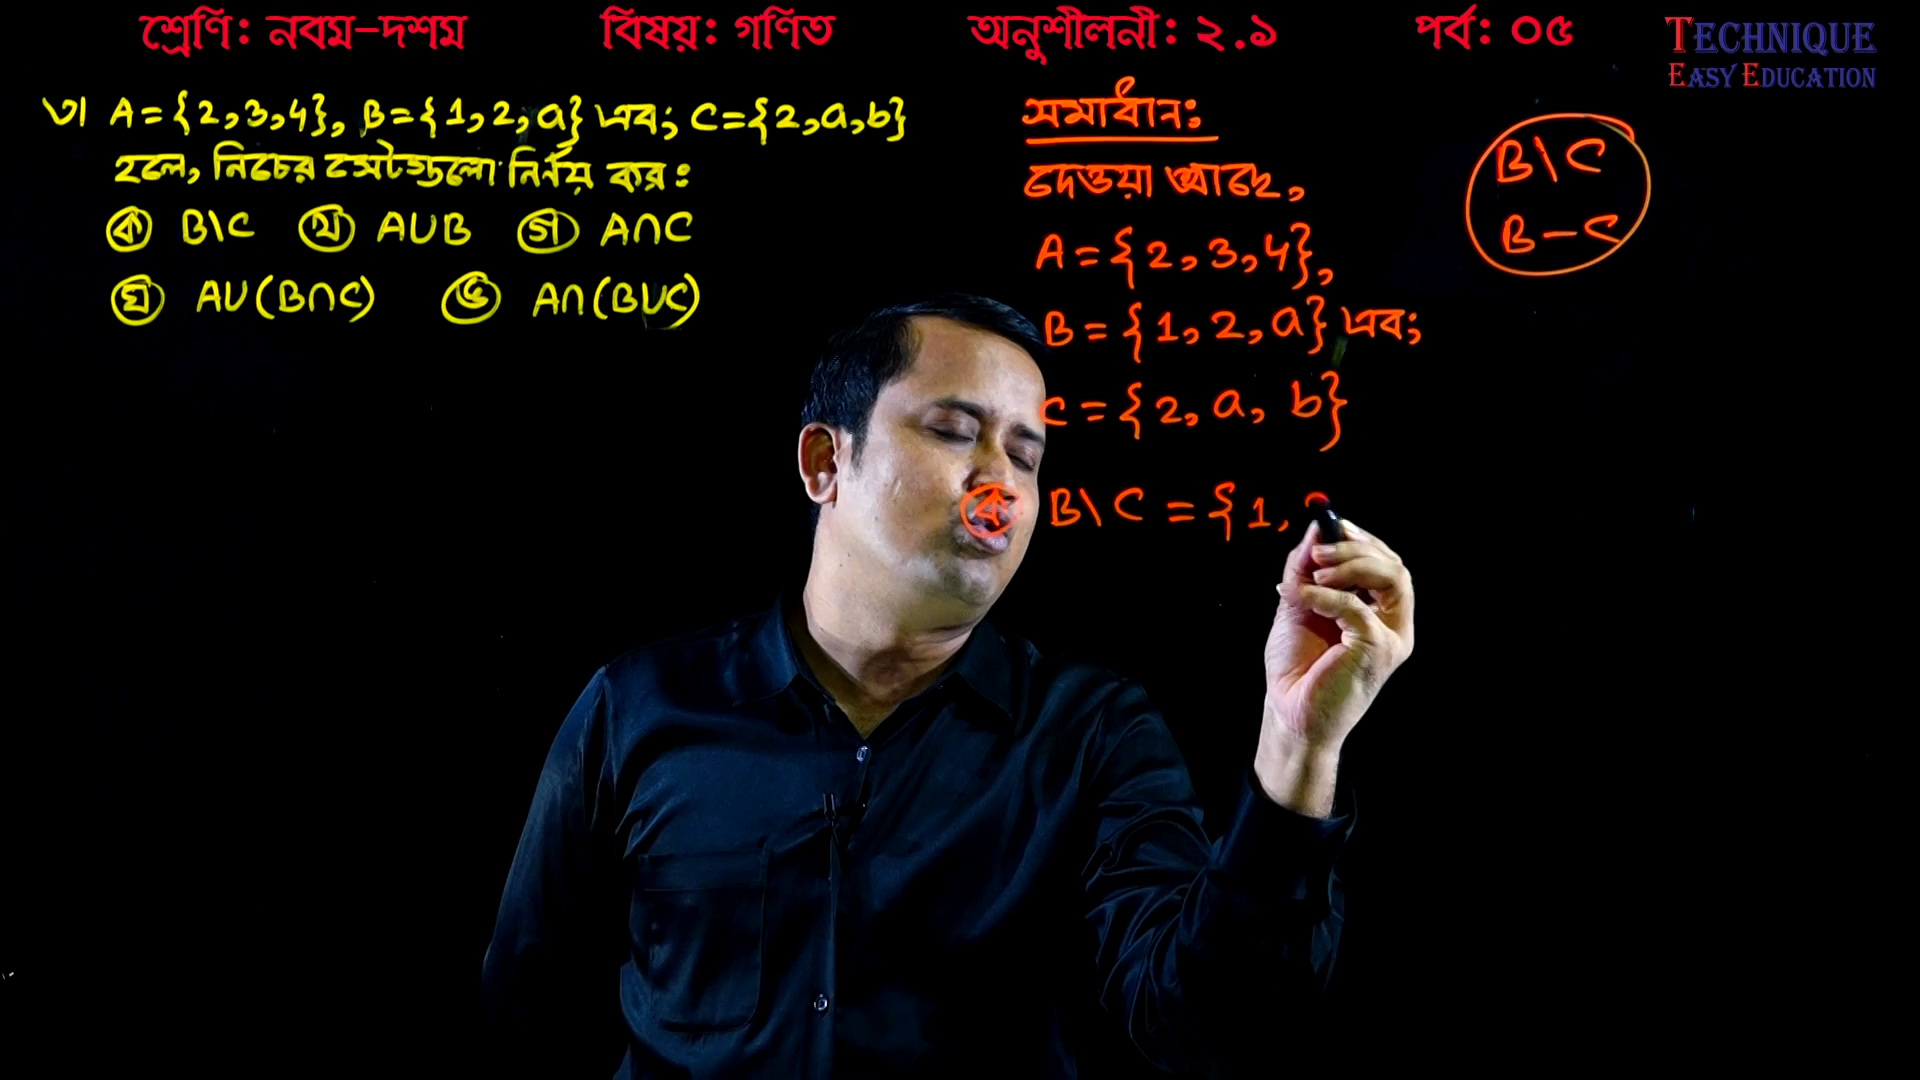 শ্রেণি: নবম-দশম বিষয়: গণিত অনুশীলনী: ২.১ পর্ব: ০৫
TECHNIQUE
EASY EDUCATION
৩। A={2,3,4}, B={1,2,a} এবং C={2,a,b}
হলে, নিচের সেটগুলো নির্ণয় কর:
ক B\C খ A∪B গ A∩C
ঘ A∪(B∩C) ঙ A∩(B∪C)
সমাধান:
দেওয়া আছে,
A={2,3,4},
B={1,2,a} এবং
C={2,a,b}
ক B\C={1,
B\C
B-C